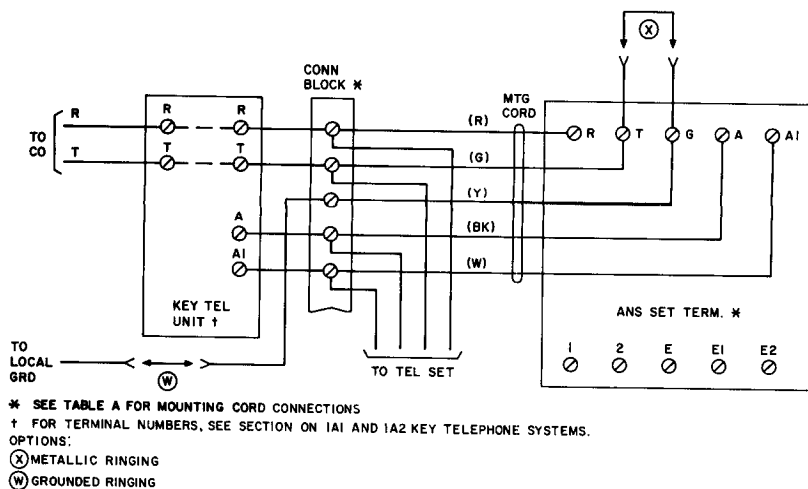 X
CONN
BLOCK *
MTG
CORD
R
R
R
(R)
R
T
G
A
A1
TO
CO
T
T
T
(G)
(Y)
A
(BK)
A1
(W)
KEY TEL
UNIT †
ANS SET TERM. *
TO
LOCAL
GRD
W
TO TEL SET
1
2
E
E1
E2
* SEE TABLE A FOR MOUNTING CORD CONNECTIONS
† FOR TERMINAL NUMBERS, SEE SECTION ON 1A1 AND 1A2 KEY TELEPHONE SYSTEMS.
OPTIONS:
X METALLIC RINGING
W GROUNDED RINGING